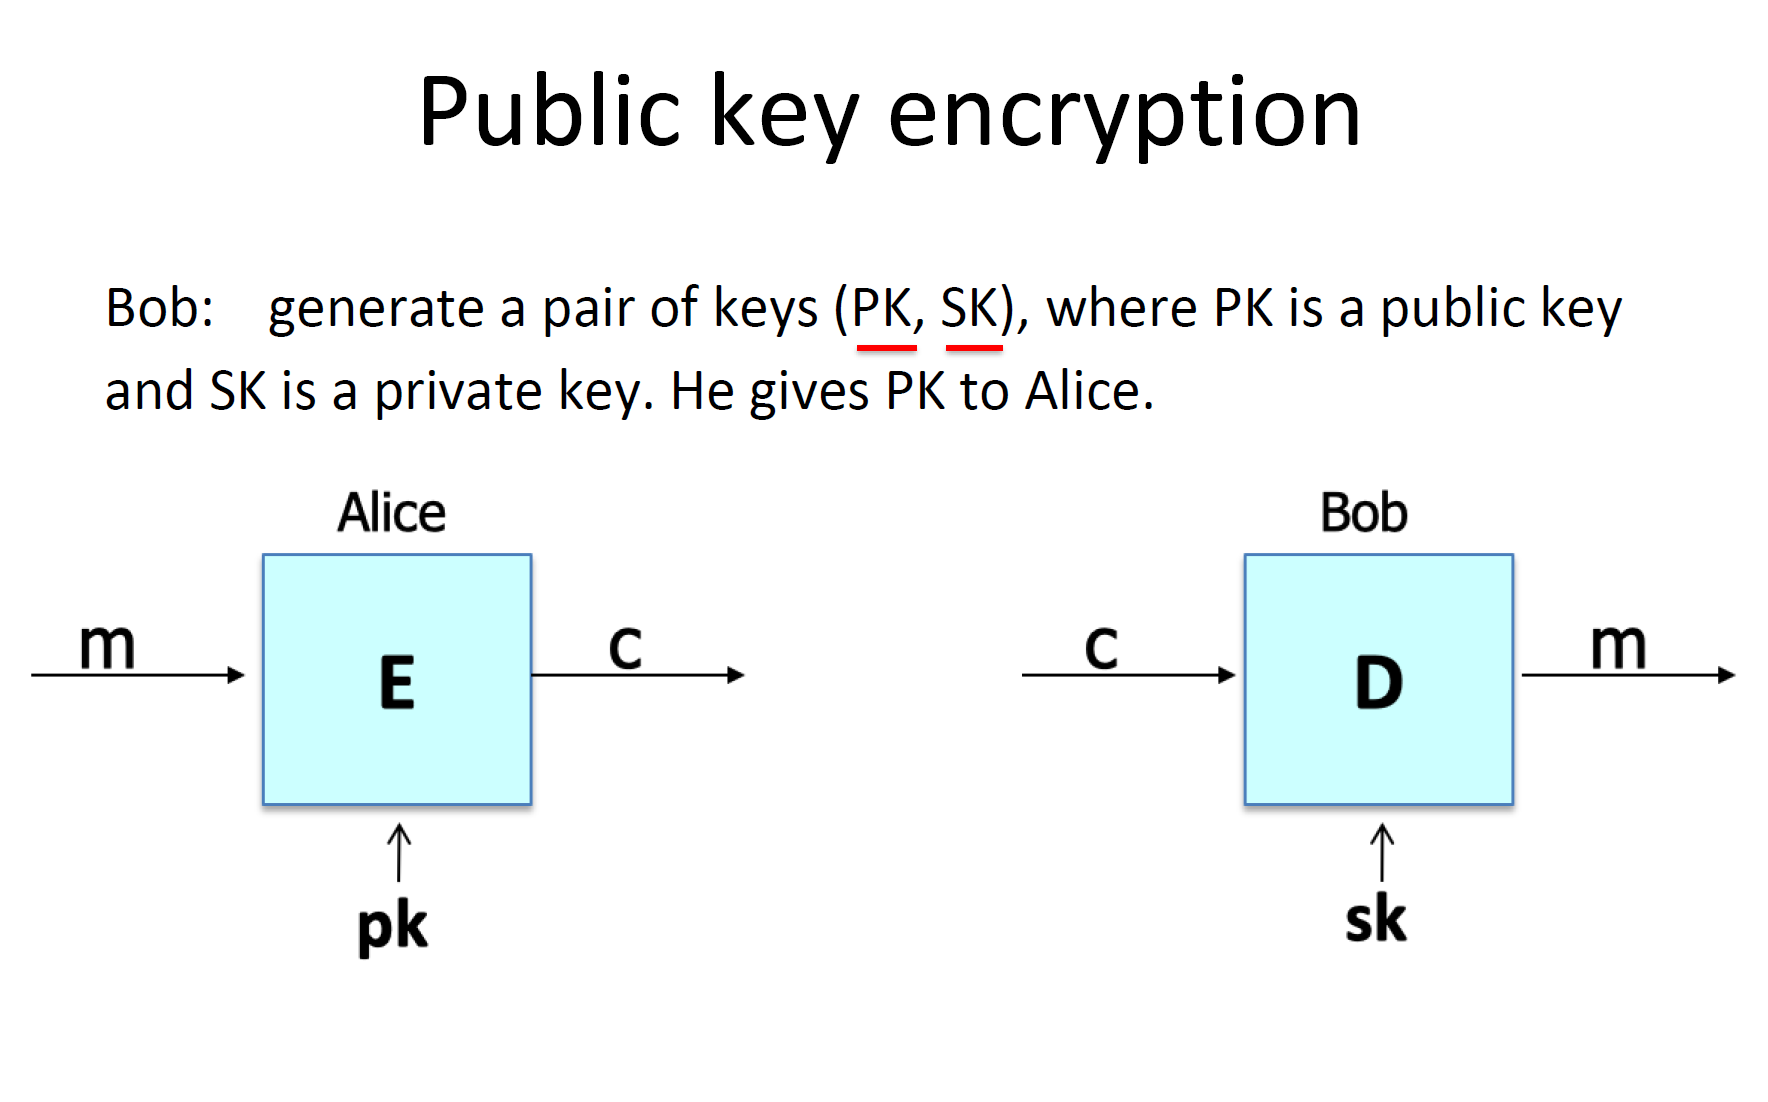 Public key encryption
Bob: generate a pair of keys (PK, SK), where PK is a public key
and SK is a private key. He gives PK to Alice.
Alice
m
E
c
pk
Bob
c
D
m
sk